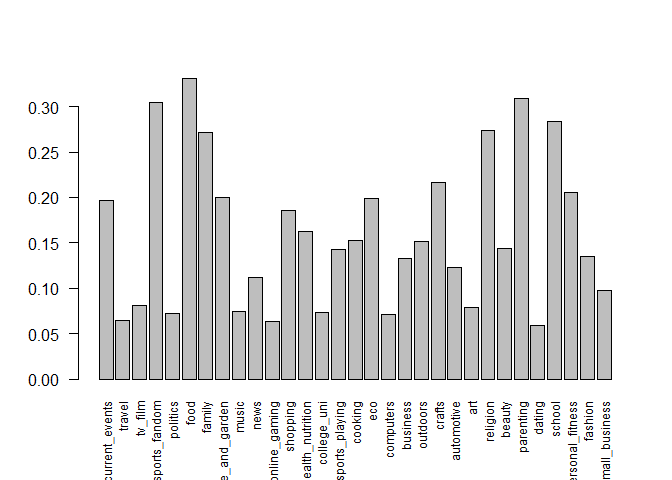 0.30
0.25
0.20
0.15
0.10
0.05
0.00
current_events
travel
tv_film
sports_fandom
politics
food
family
e_and_garden
music
news
online_gaming
shopping
ealth_nutrition
college_uni
sports_playing
cooking
eco
computers
business
outdoors
crafts
automotive
art
religion
beauty
parenting
dating
school
ersonal_fitness
fashion
mall_business